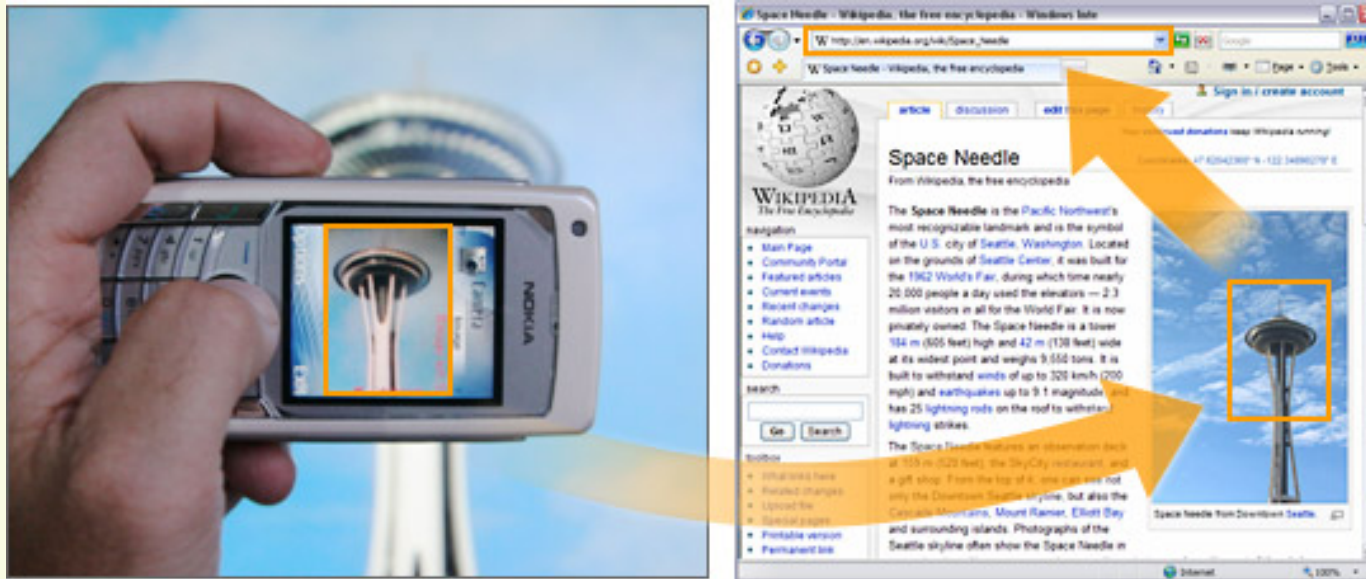 NOKIA
Options
Image
Exit
Space Needle - Wikipedia, the free encyclopedia - Windows Inte
W http://en.wikipedia.org/wiki/Space_Needle
Google
W Space Needle - Wikipedia, the free encyclopedia
Page
Tools
Sign in / create account
article
discussion
edit this page
history
Your continued donations keep Wikipedia running!
Space Needle
From Wikipedia, the free encyclopedia
WIKIPEDIA
The Free Encyclopedia
navigation
Main Page
Community Portal
Featured articles
Current events
Recent changes
Random article
Help
Contact Wikipedia
Donations
search
Go
Search
toolbox
What links here
Related changes
Upload file
Special pages
Printable version
Permanent link
The Space Needle is the Pacific Northwest's
most recognizable landmark and is the symbol
of the U.S. city of Seattle, Washington. Located
on the grounds of Seattle Center, it was built for
the 1962 World's Fair, during which time nearly
20,000 people a day used the elevators — 2.3
million visitors in all for the World Fair. It is now
privately owned. The Space Needle is a tower
184 m (605 feet) high and 42 m (138 feet) wide
at its widest point and weighs 9,550 tons. It is
built to withstand winds of up to 320 km/h (200
mph) and earthquakes up to 9.1 magnitude, and
has 25 lightning rods on the roof to withstand
lightning strikes.
The Space Needle features an observation deck
at 159 m (520 feet), the SkyCity restaurant, and
a gift shop. From the top of it, one can see not
only the Downtown Seattle skyline, but also the
Cascade Mountains, Mount Rainier, Elliott Bay
and surrounding islands. Photographs of the
Seattle skyline often show the Space Needle in
Space Needle from Downtown Seattle.
Internet
100%